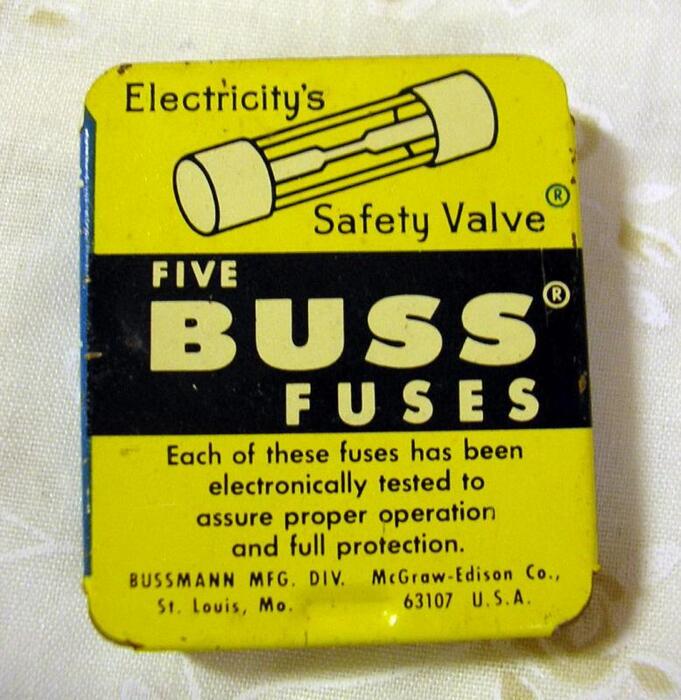 Electricity's
Safety Valve®
FIVE
BUSS®
FUSES
Each of these fuses has been
electronically tested to
assure proper operation
and full protection.
BUSSMANN MFG. DIV. McGraw-Edison Co.,
St. Louis, Mo. 63107 U.S.A.